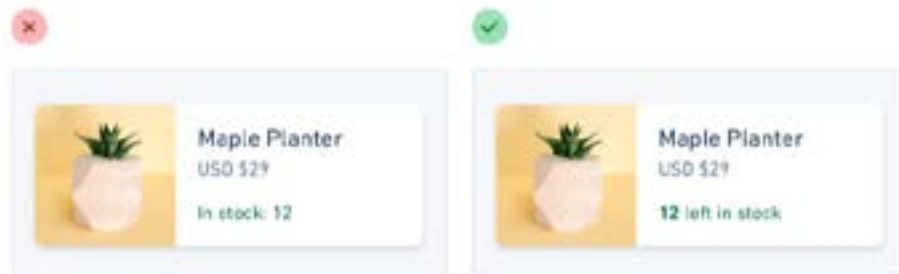 Maple Planter
USD $29
In stock: 12
Maple Planter
USD $29
12 left in stock